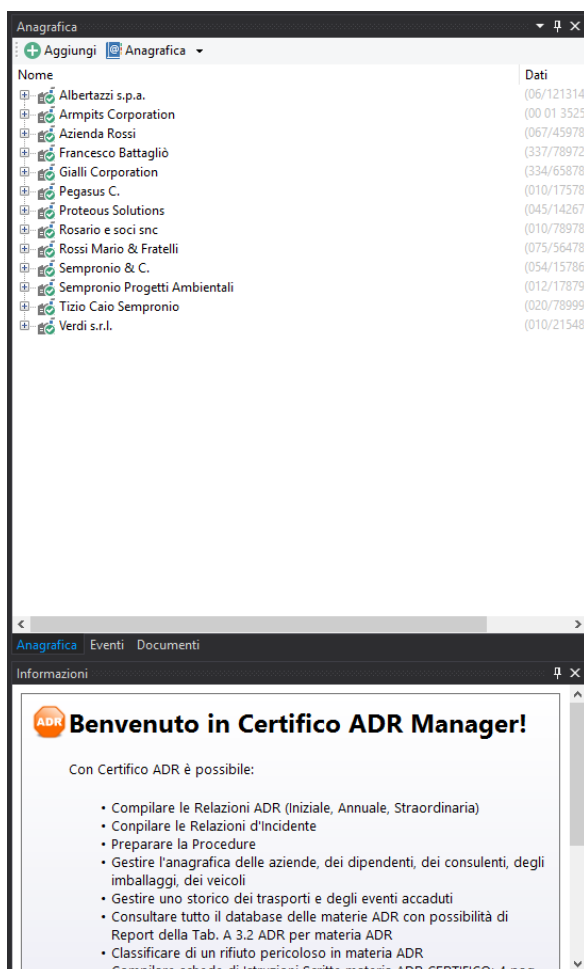 Anagrafica
Aggiungi Anagrafica
Nome Dati
Albertazzi s.p.a. (06/121314
Armpits Corporation (00 01 3525
Azienda Rossi (067/45978
Francesco Battagliò (337/78972
Gialli Corporation (334/65878
Pegasus C. (010/17578
Proteous Solutions (045/14267
Rosario e soci snc (010/78978
Rossi Mario & Fratelli (075/56478
Sempronio & C. (054/15786
Sempronio Progetti Ambientali (012/17879
Tizio Caio Sempronio (020/78999
Verdi s.r.l. (010/21548
Anagrafica Eventi Documenti
Informazioni
ADR Benvenuto in Certifico ADR Manager!
Con Certifico ADR è possibile:
• Compilare le Relazioni ADR (Iniziale, Annuale, Straordinaria)
• Conpilare le Relazioni d'Incidente
• Preparare la Procedure
• Gestire l'anagrafica delle aziende, dei dipendenti, dei consulenti, degli
imballaggi, dei veicoli
• Gestire uno storico dei trasporti e degli eventi accaduti
• Consultare tutto il database delle materie ADR con possibilità di
Report della Tab. A 3.2 ADR per materia ADR
• Classificare di un rifiuto pericoloso in materia ADR